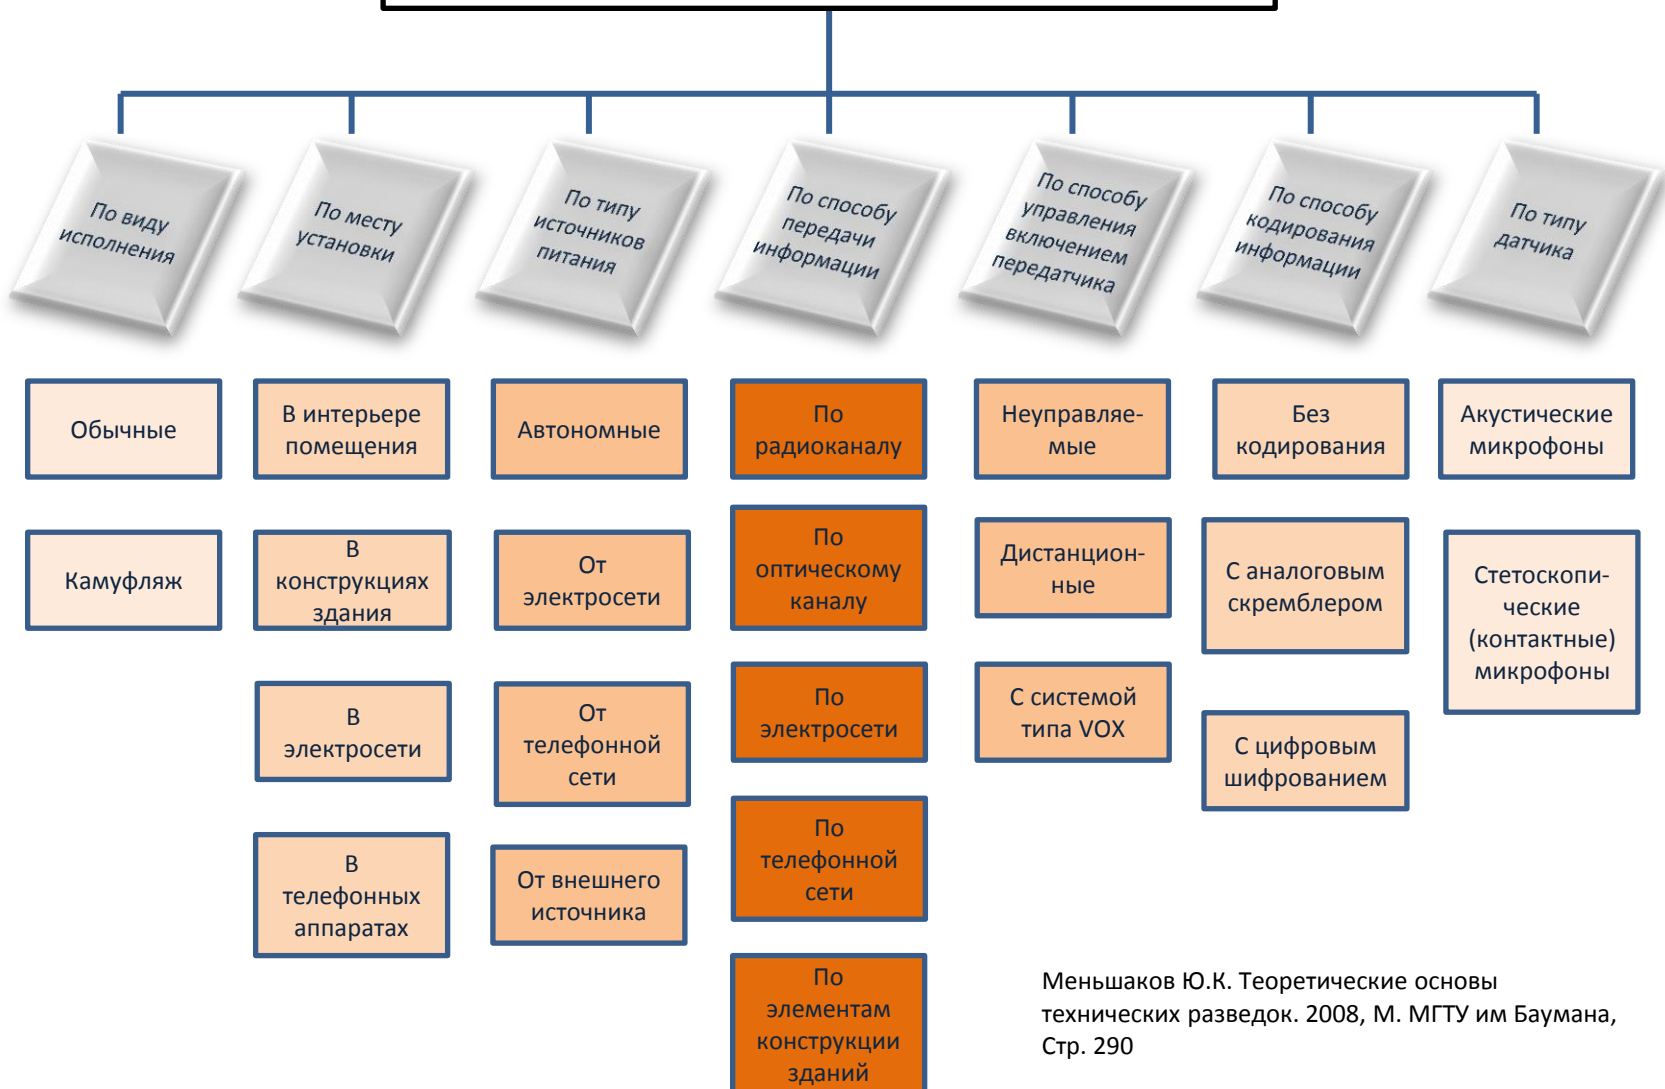 По виду
исполнения
По месту
установки
По типу
источников
питания
По способу
передачи
информации
По способу
управления
включением
передатчика
По способу
кодирования
информации
По типу
датчика
Обычные
Камуфляж
В интерьере
помещения
В
конструкциях
здания
В
электросети
В
телефонных
аппаратах
Автономные
От
электросети
От
телефонной
сети
От внешнего
источника
По
радиоканалу
По
оптическому
каналу
По
электросети
По
телефонной
сети
По
элементам
конструкции
зданий
Неуправляе-
мые
Дистанцион-
ные
С системой
типа VOX
Без
кодирования
С аналоговым
скремблером
С цифровым
шифрованием
Акустические
микрофоны
Стетоскопи-
ческие
(контактные)
микрофоны
Меньшаков Ю.К. Теоретические основы
технических разведок. 2008, М. МГТУ им Баумана,
Стр. 290